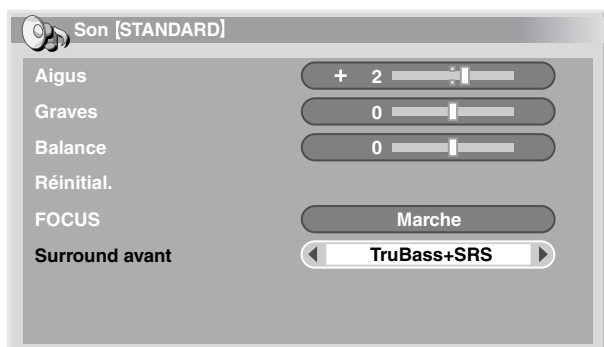 Son [STANDARD]
Aigus + 2
Graves 0
Balance 0
Réinitial.
FOCUS Marche
Surround avant TruBass+SRS